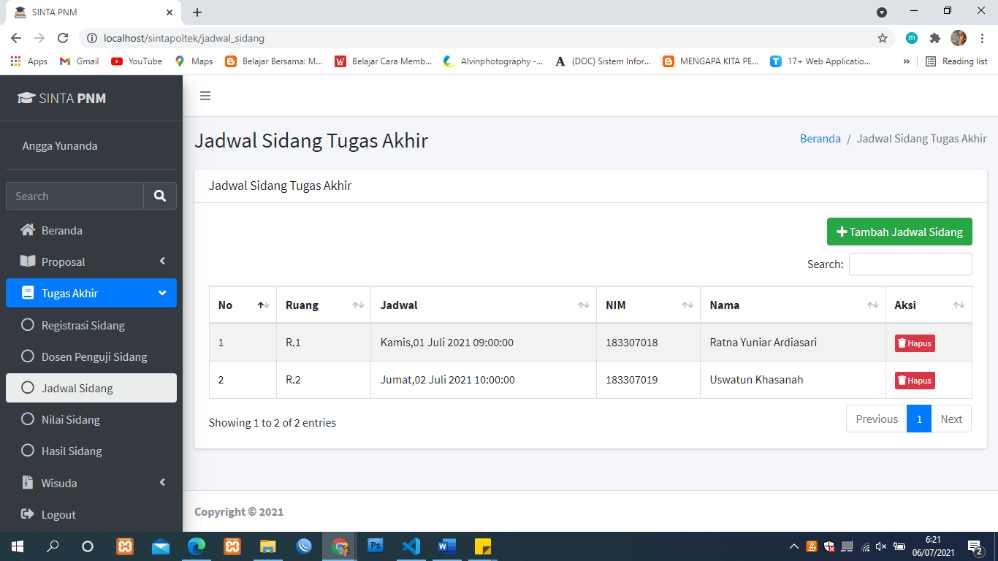 SINTA PNM
localhost/sintapoltek/jadwal_sidang
Apps Gmail YouTube Maps Belajar Bersama: M... Belajar Cara Memb... Alvinphotography -... (DOC) Sistem Infor... MENGAPA KITA PE... 17+ Web Applicatio... » Reading list
SINTA PNM
Angga Yunanda
Search
Beranda
Proposal
Tugas Akhir
Registrasi Sidang
Dosen Penguji Sidang
Jadwal Sidang
Nilai Sidang
Hasil Sidang
Wisuda
Logout
Jadwal Sidang Tugas Akhir
Beranda / Jadwal Sidang Tugas Akhir
Jadwal Sidang Tugas Akhir
Tambah Jadwal Sidang
Search:
No Ruang Jadwal NIM Nama Aksi
1 R.1 Kamis,01 Juli 2021 09:00:00 183307018 Ratna Yuniar Ardiasari Hapus
2 R.2 Jumat,02 Juli 2021 10:00:00 183307019 Uswatun Khasanah Hapus
Showing 1 to 2 of 2 entries
Previous 1 Next
Copyright © 2021
6:21
06/07/2021
2